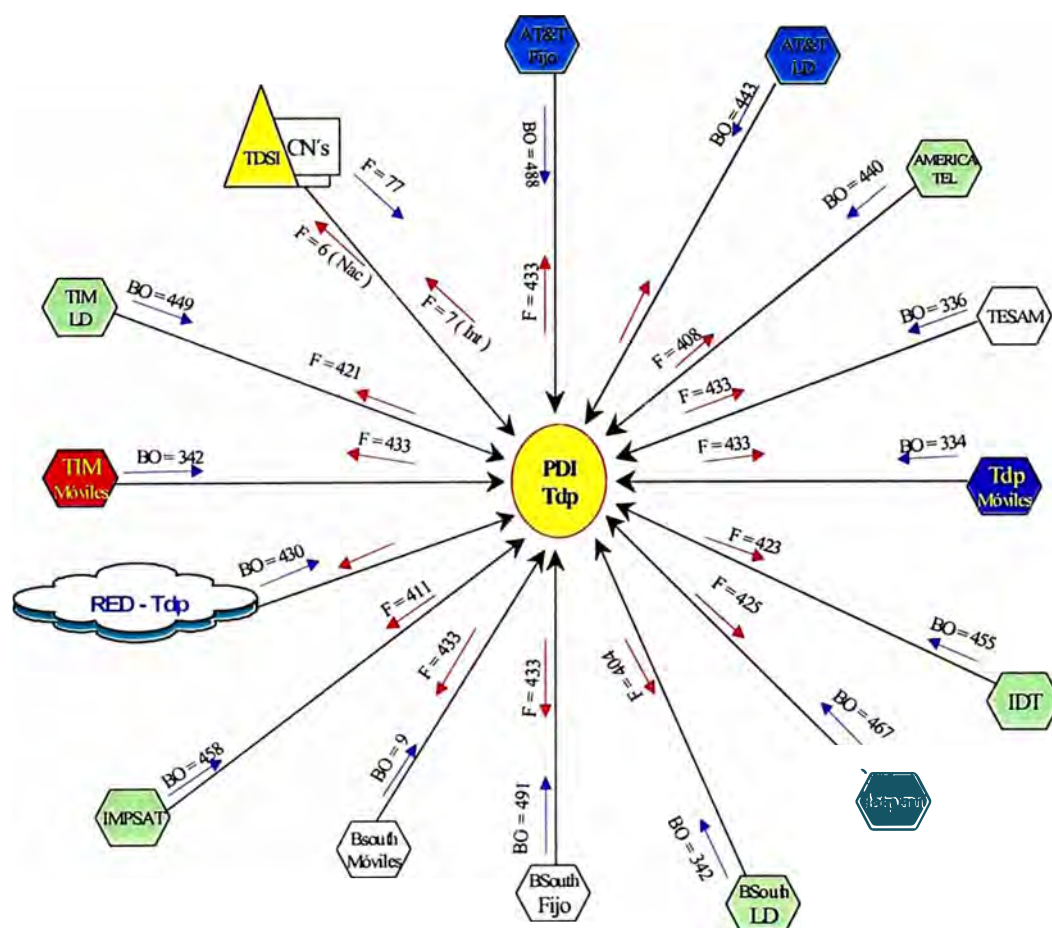 AT&T
Fijo
AT&T
LD
BO = 443
BO = 488
TDSI
CN´s
F = 77
AMERICA
TEL
BO = 440
F = 6 ( Nac)
F = 433
F = 7 ( Int )
TIM
LD
BO = 449
BO = 336
TESAM
F = 408
F = 421
F = 433
F = 433
F = 433
BO = 334
TIM
Móviles
BO = 342
PDI
Tdp
Tdp
Móviles
BO = 430
F = 423
RED - Tdp
F = 411
F = 425
F = 433
F = 433
F = 404
BO = 455
IDT
BO = 467
BO = 458
BO = 9
BO = 491
BO = 342
IMPSAT
Bsouth
Móviles
BSouth
Fijo
BSouth
LD